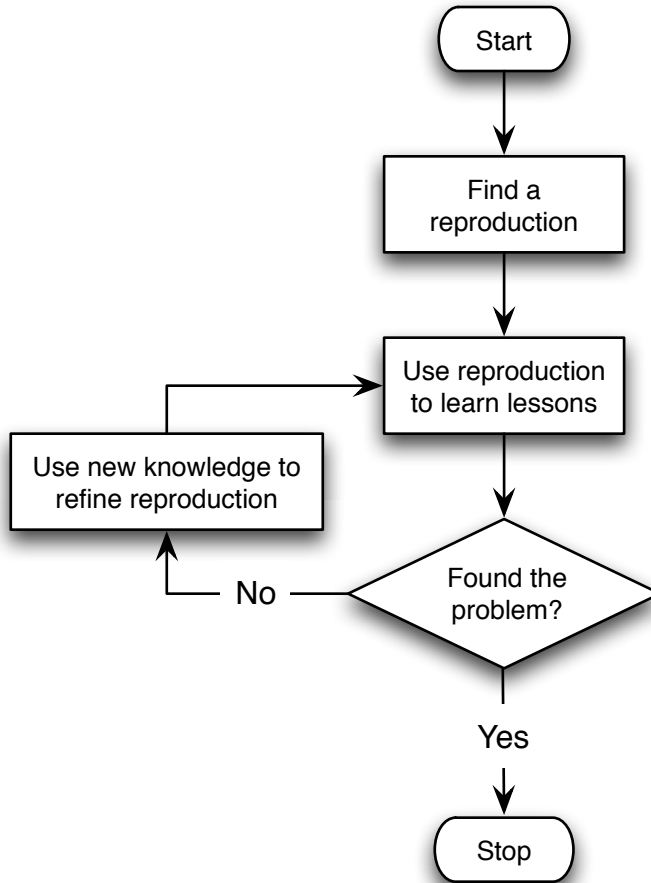 Start
Find a
reproduction
Use reproduction
to learn lessons
Use new knowledge to
refine reproduction
Found the
problem?
No
Yes
Stop